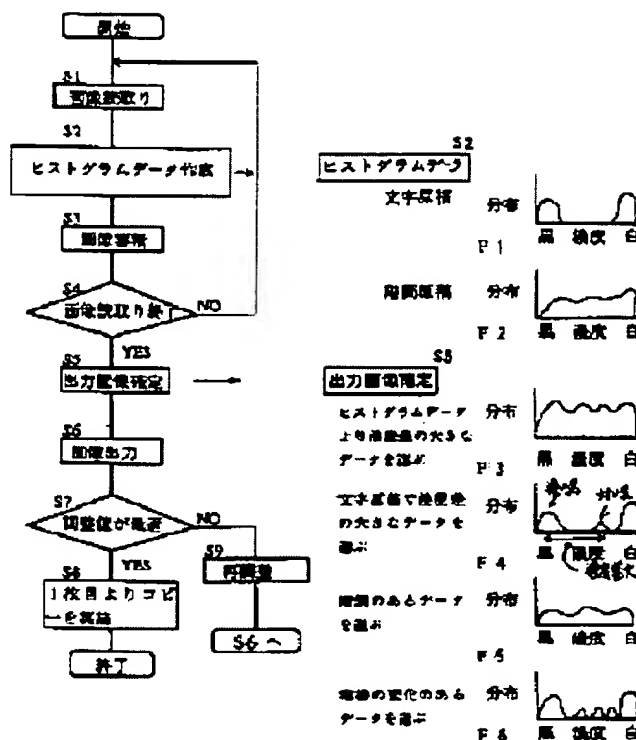 開始
S1
画像読取り
S2
ヒストグラムデータ作成
S3
画像蓄積
S4
画像読取り終了
NO
YES
S5
出力画像確定
S6
画像出力
S7
調整値が最適
NO
YES
S8
1枚目よりコピ
ーを実施
終了
S9
再調整
S6へ
S2
ヒストグラムデータ
文字原稿
分布
黒 濃度 白
F1
階調原稿
分布
黒 濃度 白
F2
S5
出力画像確定
ヒストグラムデータ
より濃度差の大きな
データを選ぶ
分布
黒 濃度 白
F3
文字原稿で濃度差
の大きなデータを
選ぶ
分布
黒 濃度 白
F4
階調のあるデータ
を選ぶ
分布
黒 濃度 白
F5
の変化のある
データを選ぶ
分布
黒 濃度 白
F6